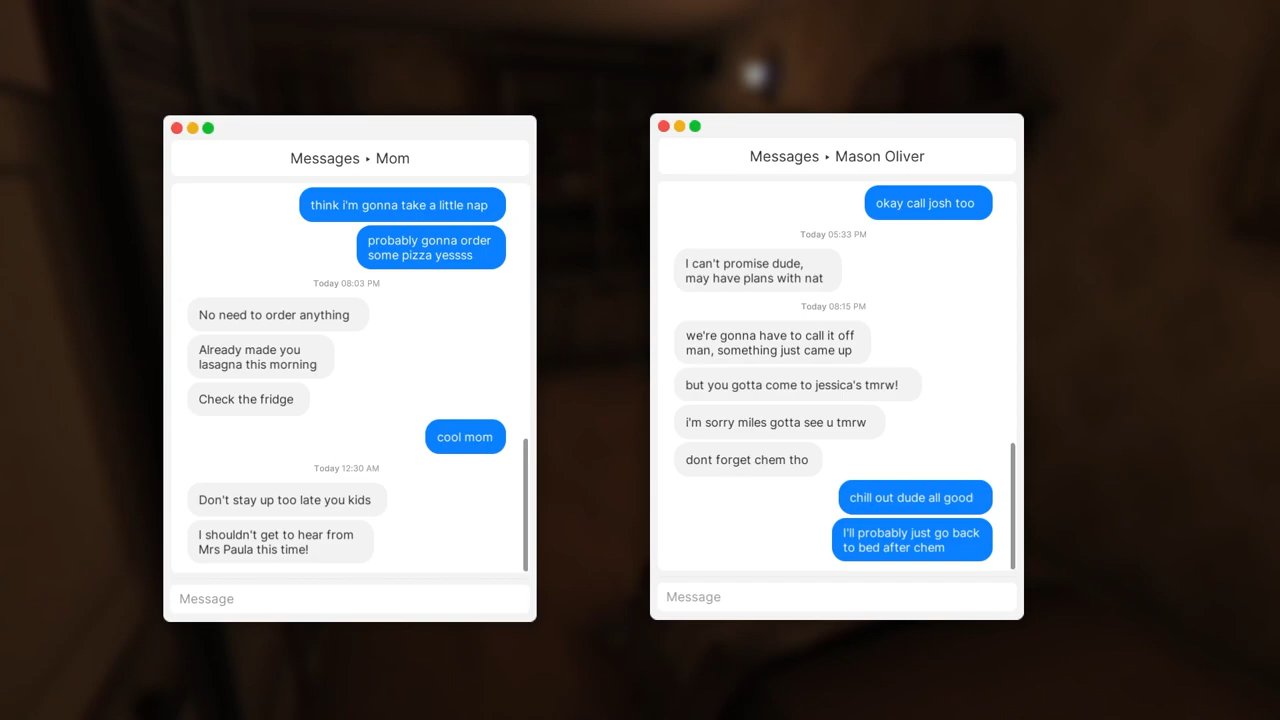 Messages ‣ Mom
think i'm gonna take a little nap
probably gonna order
some pizza yessss
Today 08:03 PM
No need to order anything
Already made you
lasagna this morning
Check the fridge
cool mom
Today 12:30 AM
Don't stay up too late you kids
I shouldn't get to hear from
Mrs Paula this time!
Message
Messages ‣ Mason Oliver
okay call josh too
Today 05:33 PM
I can't promise dude,
may have plans with nat
Today 08:15 PM
we're gonna have to call it off
man, something just came up
but you gotta come to jessica's tmrw!
i'm sorry miles gotta see u tmrw
dont forget chem tho
chill out dude all good
I'll probably just go back
to bed after chem
Message